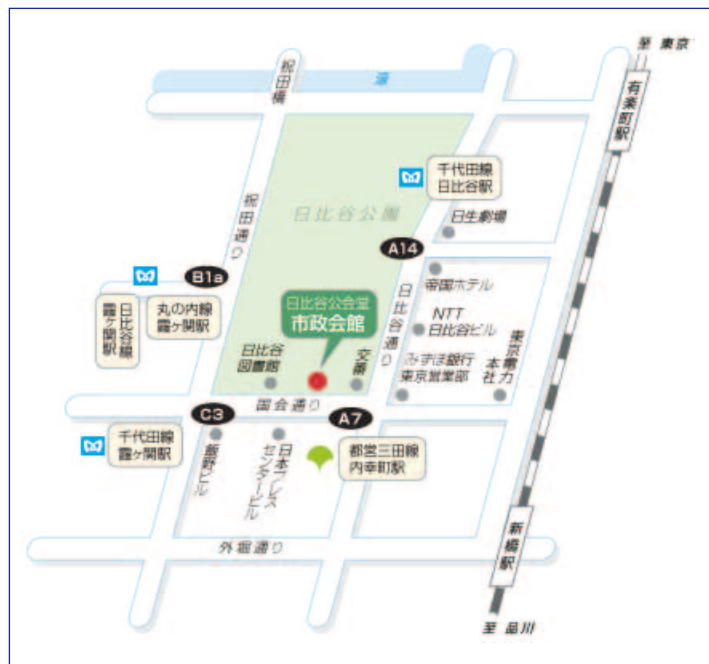 至 東京
有楽町駅
祝田橋
濠
千代田線
日比谷駅
日比谷公園
日生劇場
祝田通り
A14
B1a
帝国ホテル
日比谷通り
日比谷公会堂
市政会館
NTT
日比谷ビル
日比谷線
霞ヶ関駅
丸の内線
霞ヶ関駅
日比谷
図書館
交番
みずほ銀行
東京営業部
東京電力
本社
国会通り
C3
A7
千代田線
霞ヶ関駅
飯野ビル
日本プレス
センタービル
都営三田線
内幸町駅
新橋駅
外堀通り
至 品川